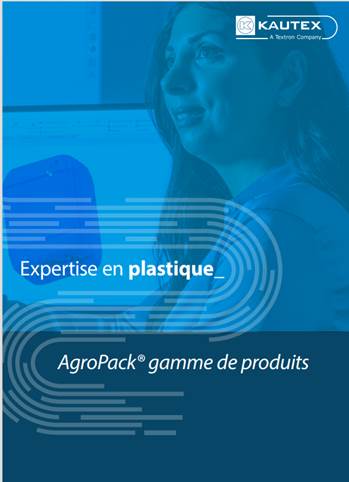 KAUTEX
A Textron Company
Expertise en plastique_
AgroPack® gamme de produits